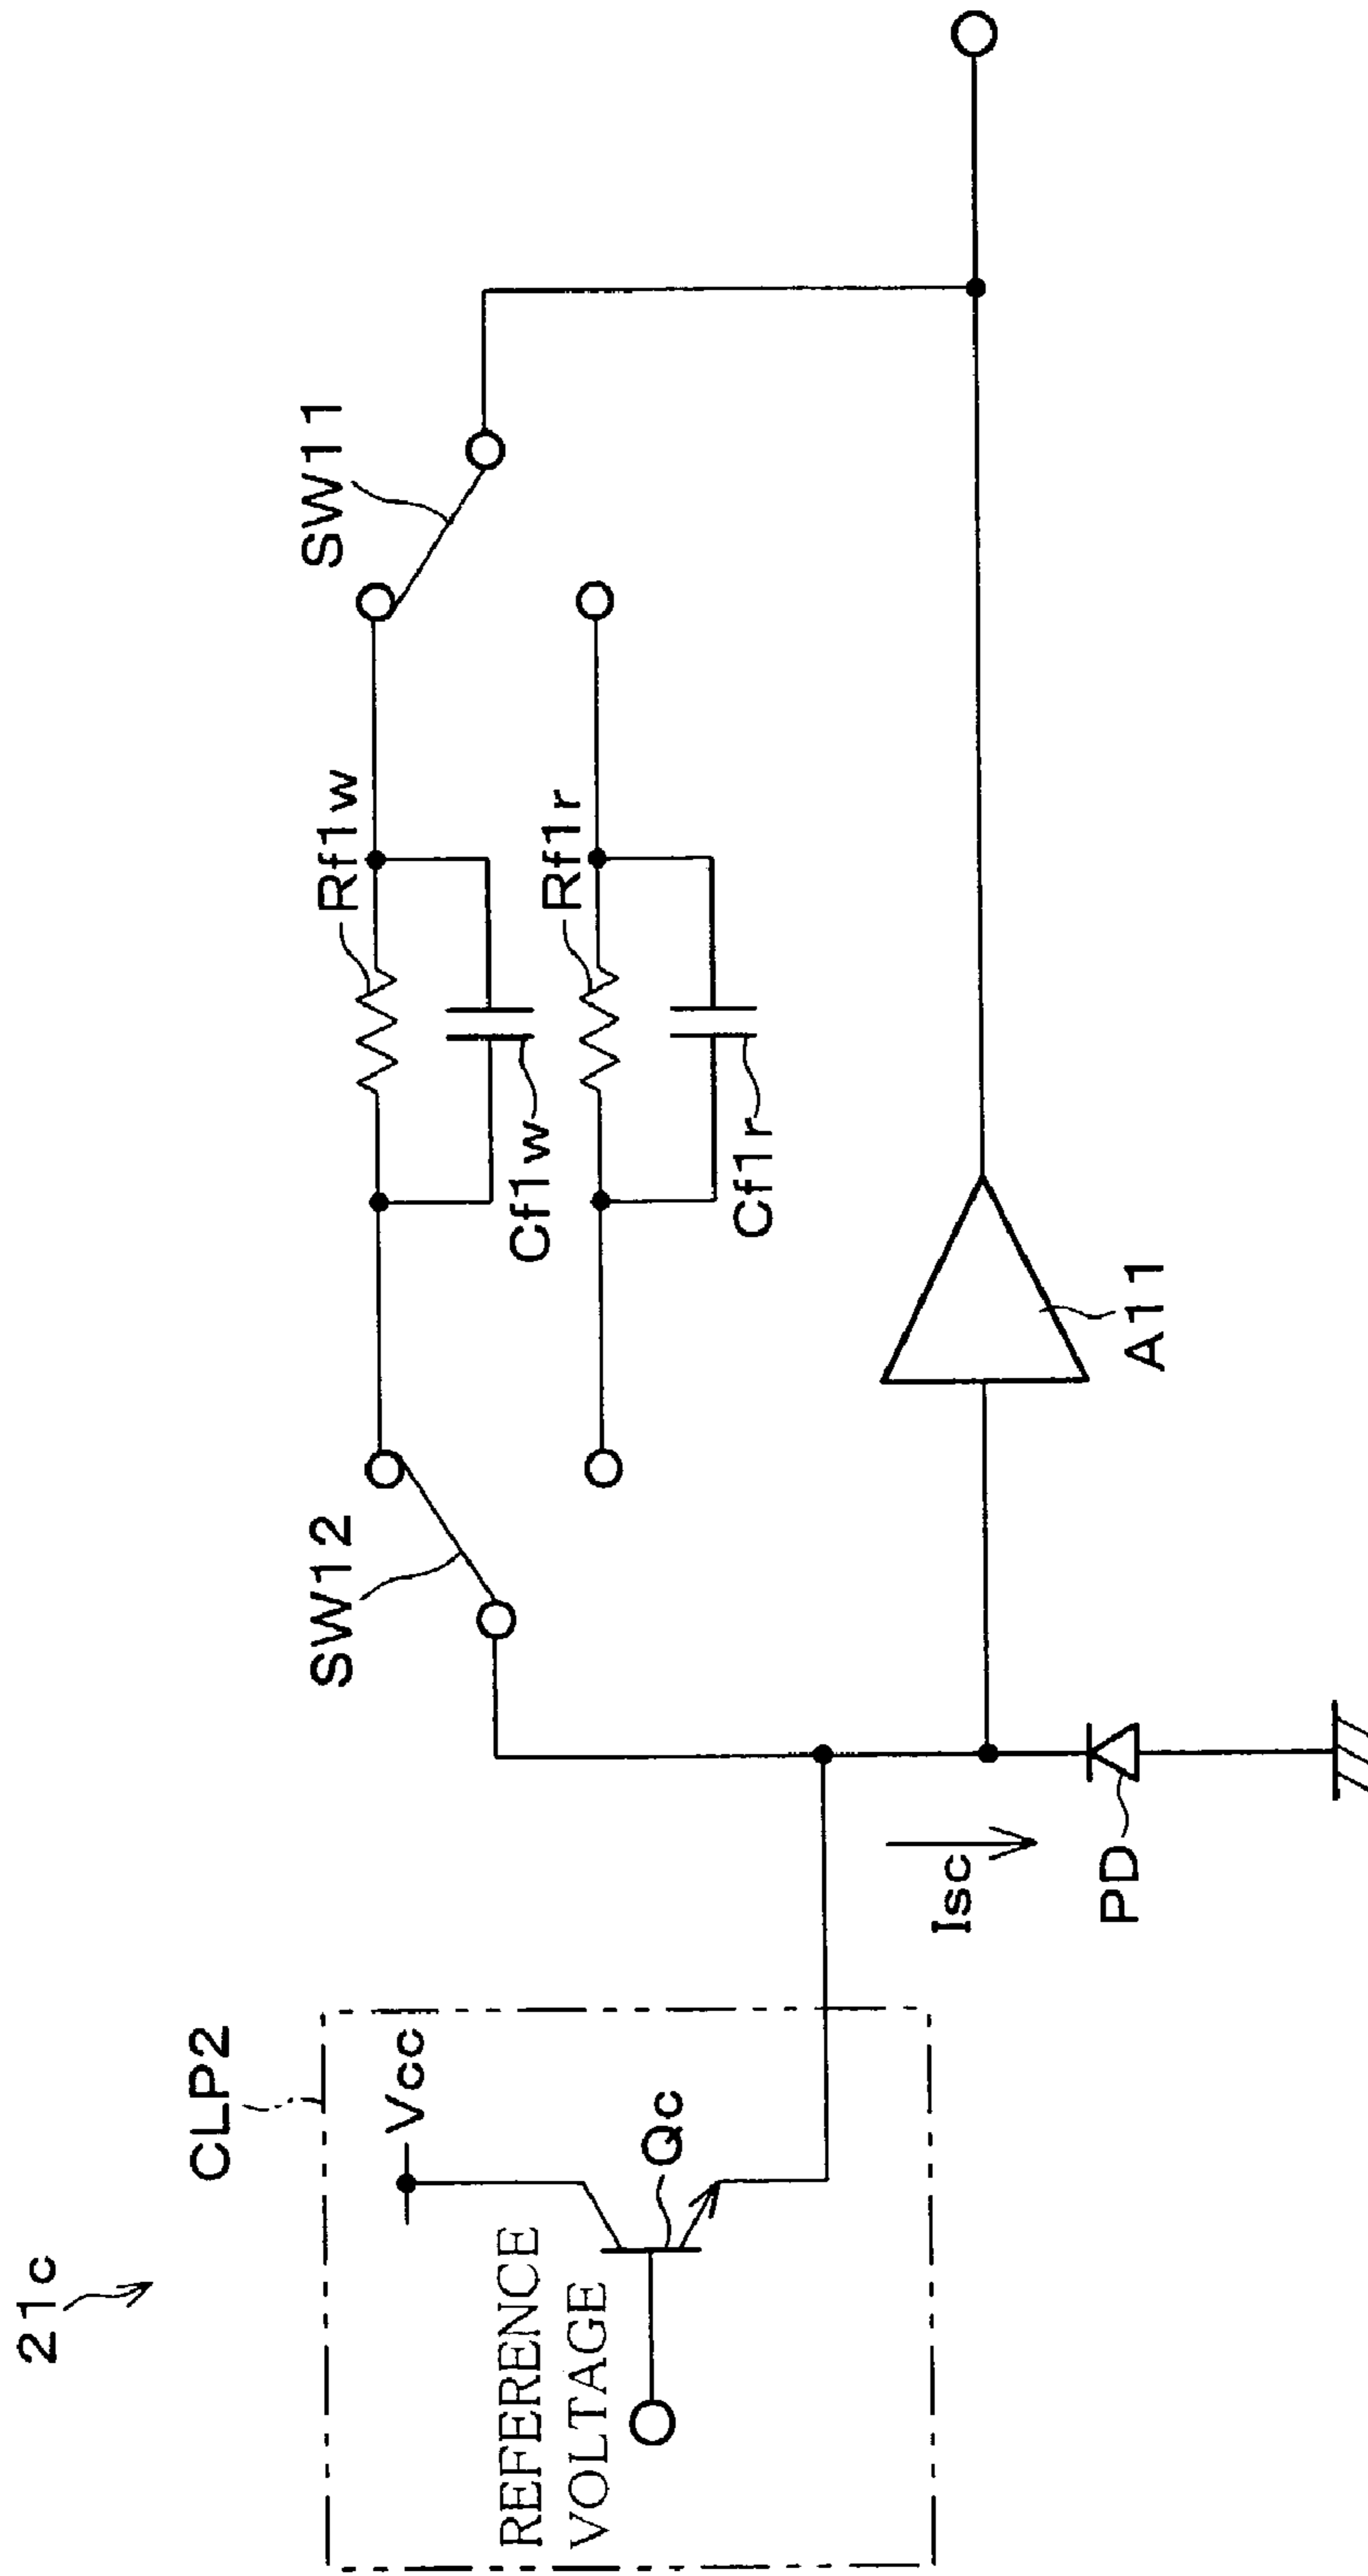 21c
CLP2
Vcc
REFERENCE
VOLTAGE
Qc
SW12
SW11
Rf1w
Cf1w
Rf1r
Cf1r
Isc
PD
A11